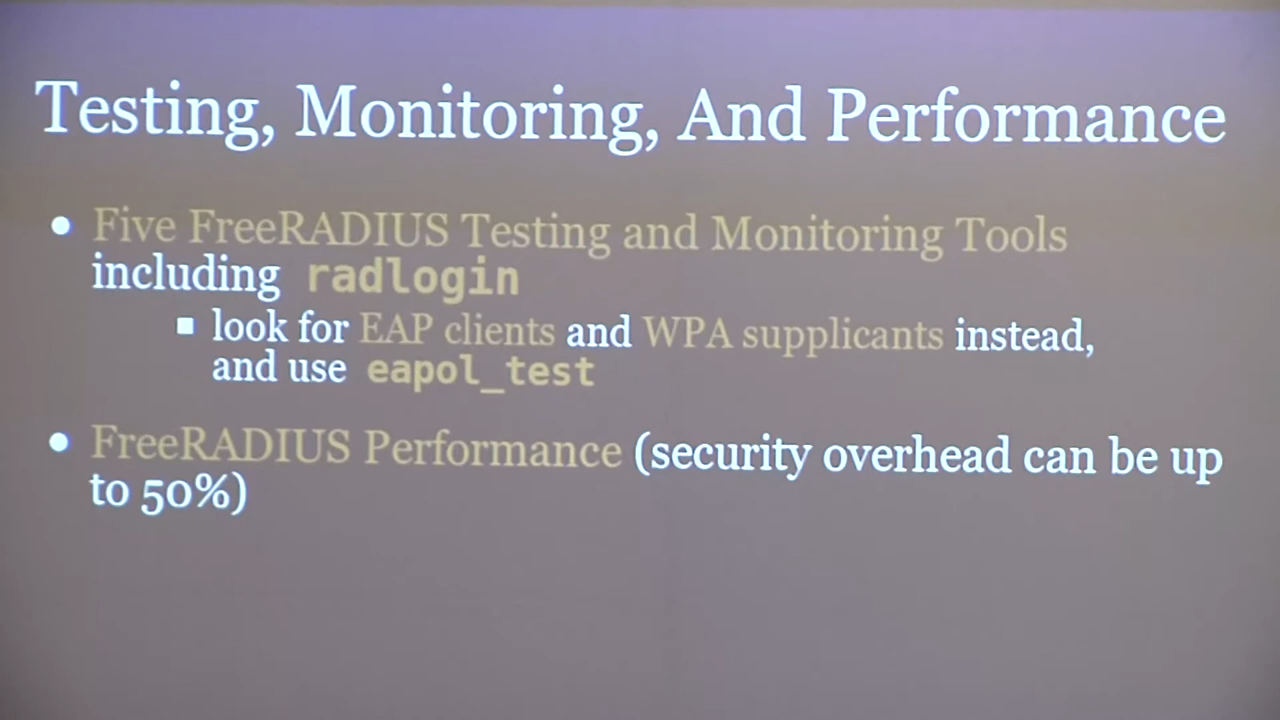 Testing, Monitoring, And Performance
Five FreeRADIUS Testing and Monitoring Tools
including radlogin
look for EAP clients and WPA supplicants instead,
and use eapol_test
FreeRADIUS Performance (security overhead can be up
to 50%)